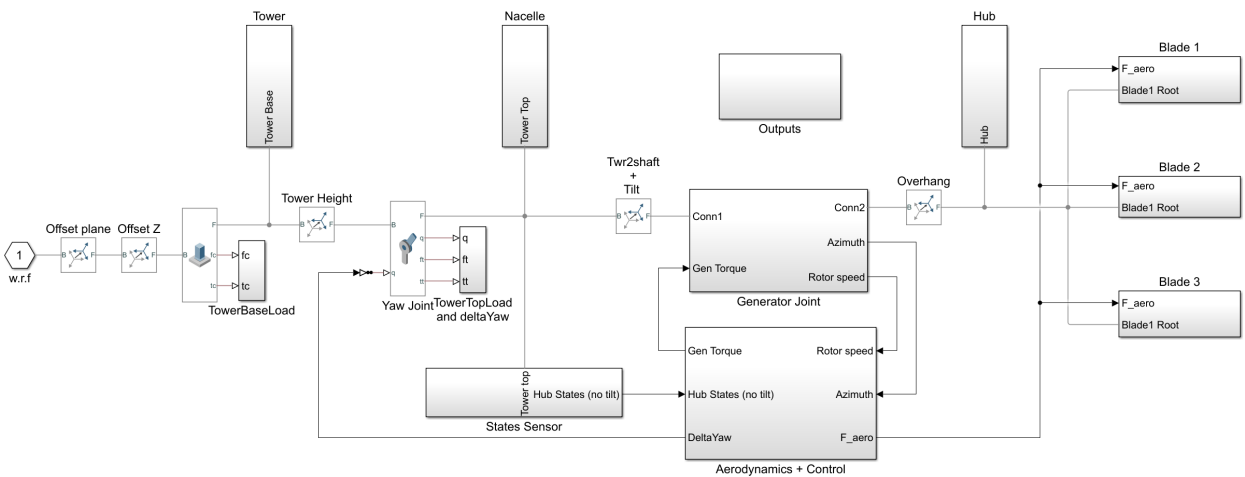 Tower
Nacelle
Hub
Blade 1
F_aero
Blade1 Root
Tower Base
Tower Top
Outputs
Hub
Twr2shaft
+
Tilt
B F
Blade 2
F_aero
Blade1 Root
Overhang
B F
Tower Height
B F
Conn1
Conn2
Azimuth
Gen Torque
Rotor speed
Generator Joint
Offset plane
B F
Offset Z
B F
1
w.r.f
B
F
fc
tc
fc
tc
TowerBaseLoad
B
F
q
ft
tt
q
q
ft
tt
Yaw Joint
TowerTopLoad
and deltaYaw
Blade 3
F_aero
Blade1 Root
Gen Torque
Rotor speed
Tower top
Hub States (no tilt)
States Sensor
Hub States (no tilt)
Azimuth
DeltaYaw
F_aero
Aerodynamics + Control